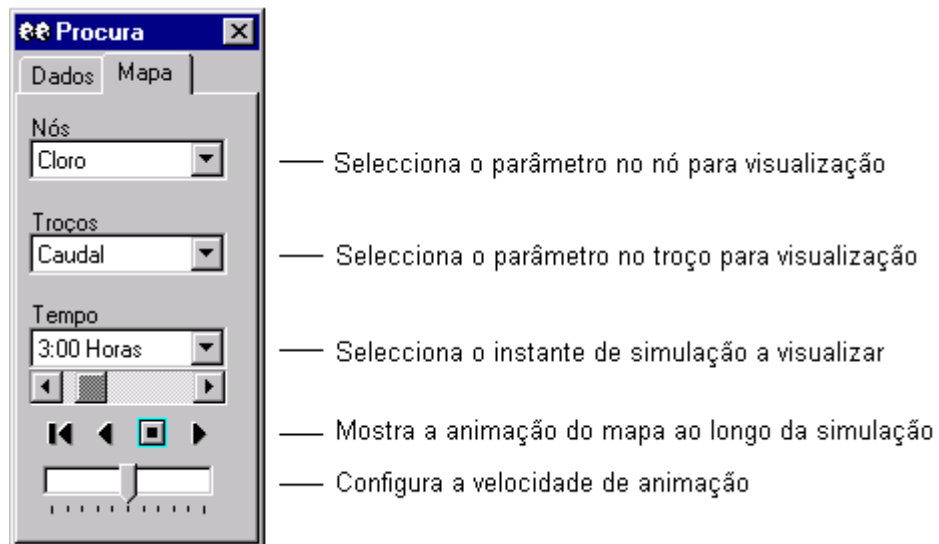 Procura
Dados Mapa
Nós
Cloro
Selecciona o parâmetro no nó para visualização
Troços
Caudal
Selecciona o parâmetro no troço para visualização
Tempo
3:00 Horas
Selecciona o instante de simulação a visualizar
Mostra a animação do mapa ao longo da simulação
Configura a velocidade de animação